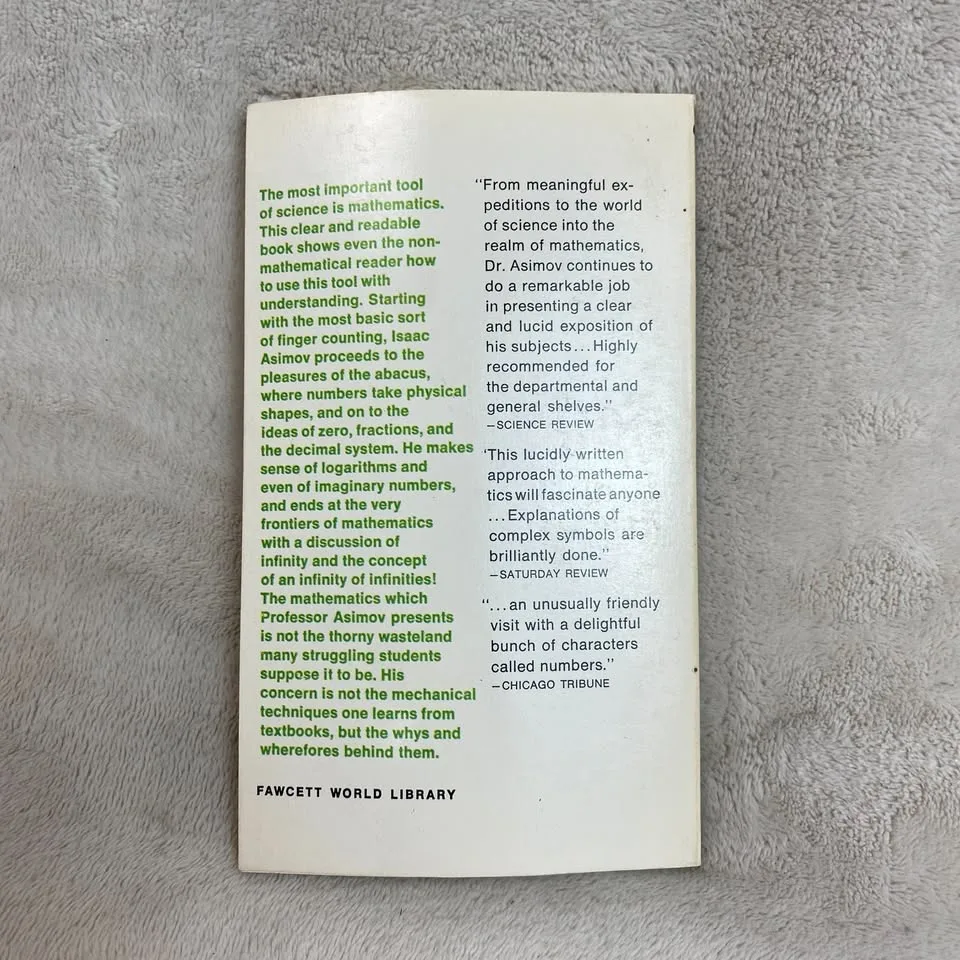 The most important tool
of science is mathematics.
This clear and readable
book shows even the non-
mathematical reader how
to use this tool with
understanding. Starting
with the most basic sort
of finger counting, Isaac
Asimov proceeds to the
pleasures of the abacus,
where numbers take physical
shapes, and on to the
ideas of zero, fractions, and
the decimal system. He makes
sense of logarithms and
even of imaginary numbers,
and ends at the very
frontiers of mathematics
with a discussion of
infinity and the concept
of an infinity of infinities!
The mathematics which
Professor Asimov presents
is not the thorny wasteland
many struggling students
suppose it to be. His
concern is not the mechanical
techniques one learns from
textbooks, but the whys and
wherefores behind them.
FAWCETT WORLD LIBRARY
“From meaningful ex-
peditions to the world
of science into the
realm of mathematics,
Dr. Asimov continues to
do a remarkable job
in presenting a clear
and lucid exposition of
his subjects...Highly
recommended for
the departmental and
general shelves.”
—SCIENCE REVIEW
‘This lucidly written
approach to mathema-
tics will fascinate anyone
...Explanations of
complex symbols are
brilliantly done.”
—SATURDAY REVIEW
“...an unusually friendly
visit with a delightful
bunch of characters
called numbers.”
—CHICAGO TRIBUNE